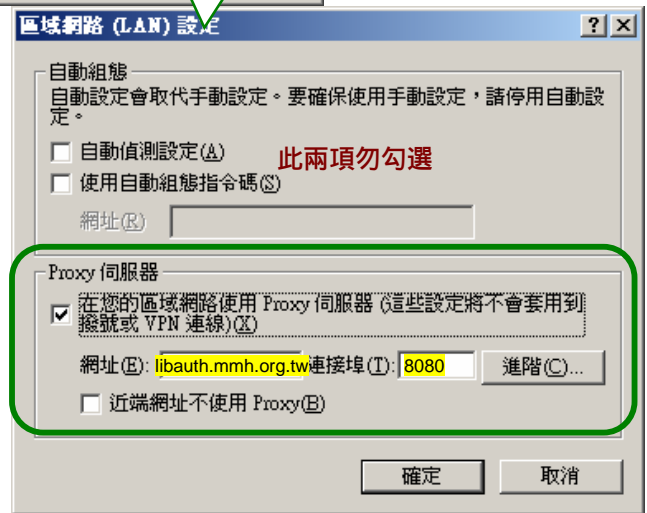 區域網路 (LAN) 設定
自動組態
自動設定會取代手動設定。要確保使用手動設定，請停用自動設
定。
自動偵測設定(A)
此兩項勿勾選
使用自動組態指令碼(S)
網址(R)
Proxy 伺服器
在您的區域網路使用 Proxy 伺服器 (這些設定將不會套用到
撥號或 VPN 連線)(X)
網址(E): libauth.mmh.org.tw 連接埠(T): 8080 進階(C)...
近端網址不使用 Proxy(B)
確定 取消